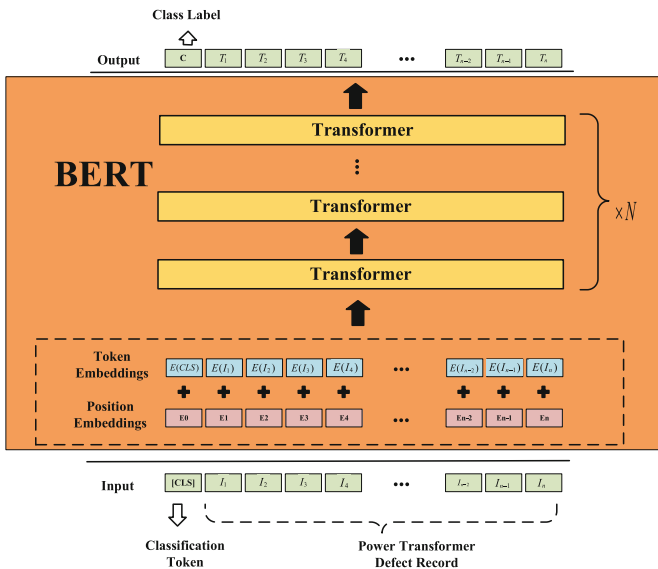 Class Label
Output C T₁ T₂ T₃ T₄ ••• Tₙ₋₂ Tₙ₋₁ Tₙ
Transformer
BERT
Transformer
×N
Transformer
Token Embeddings E(CLS) E(I₁) E(I₂) E(I₃) E(I₄) ••• E(Iₙ₋₂) E(Iₙ₋₁) E(Iₙ)
Position Embeddings E0 E1 E2 E3 E4 ••• En-2 En-1 En
Input [CLS] I₁ I₂ I₃ I₄ ••• Iₙ₋₂ Iₙ₋₁ Iₙ
Classification
Token
Power Transformer
Defect Record